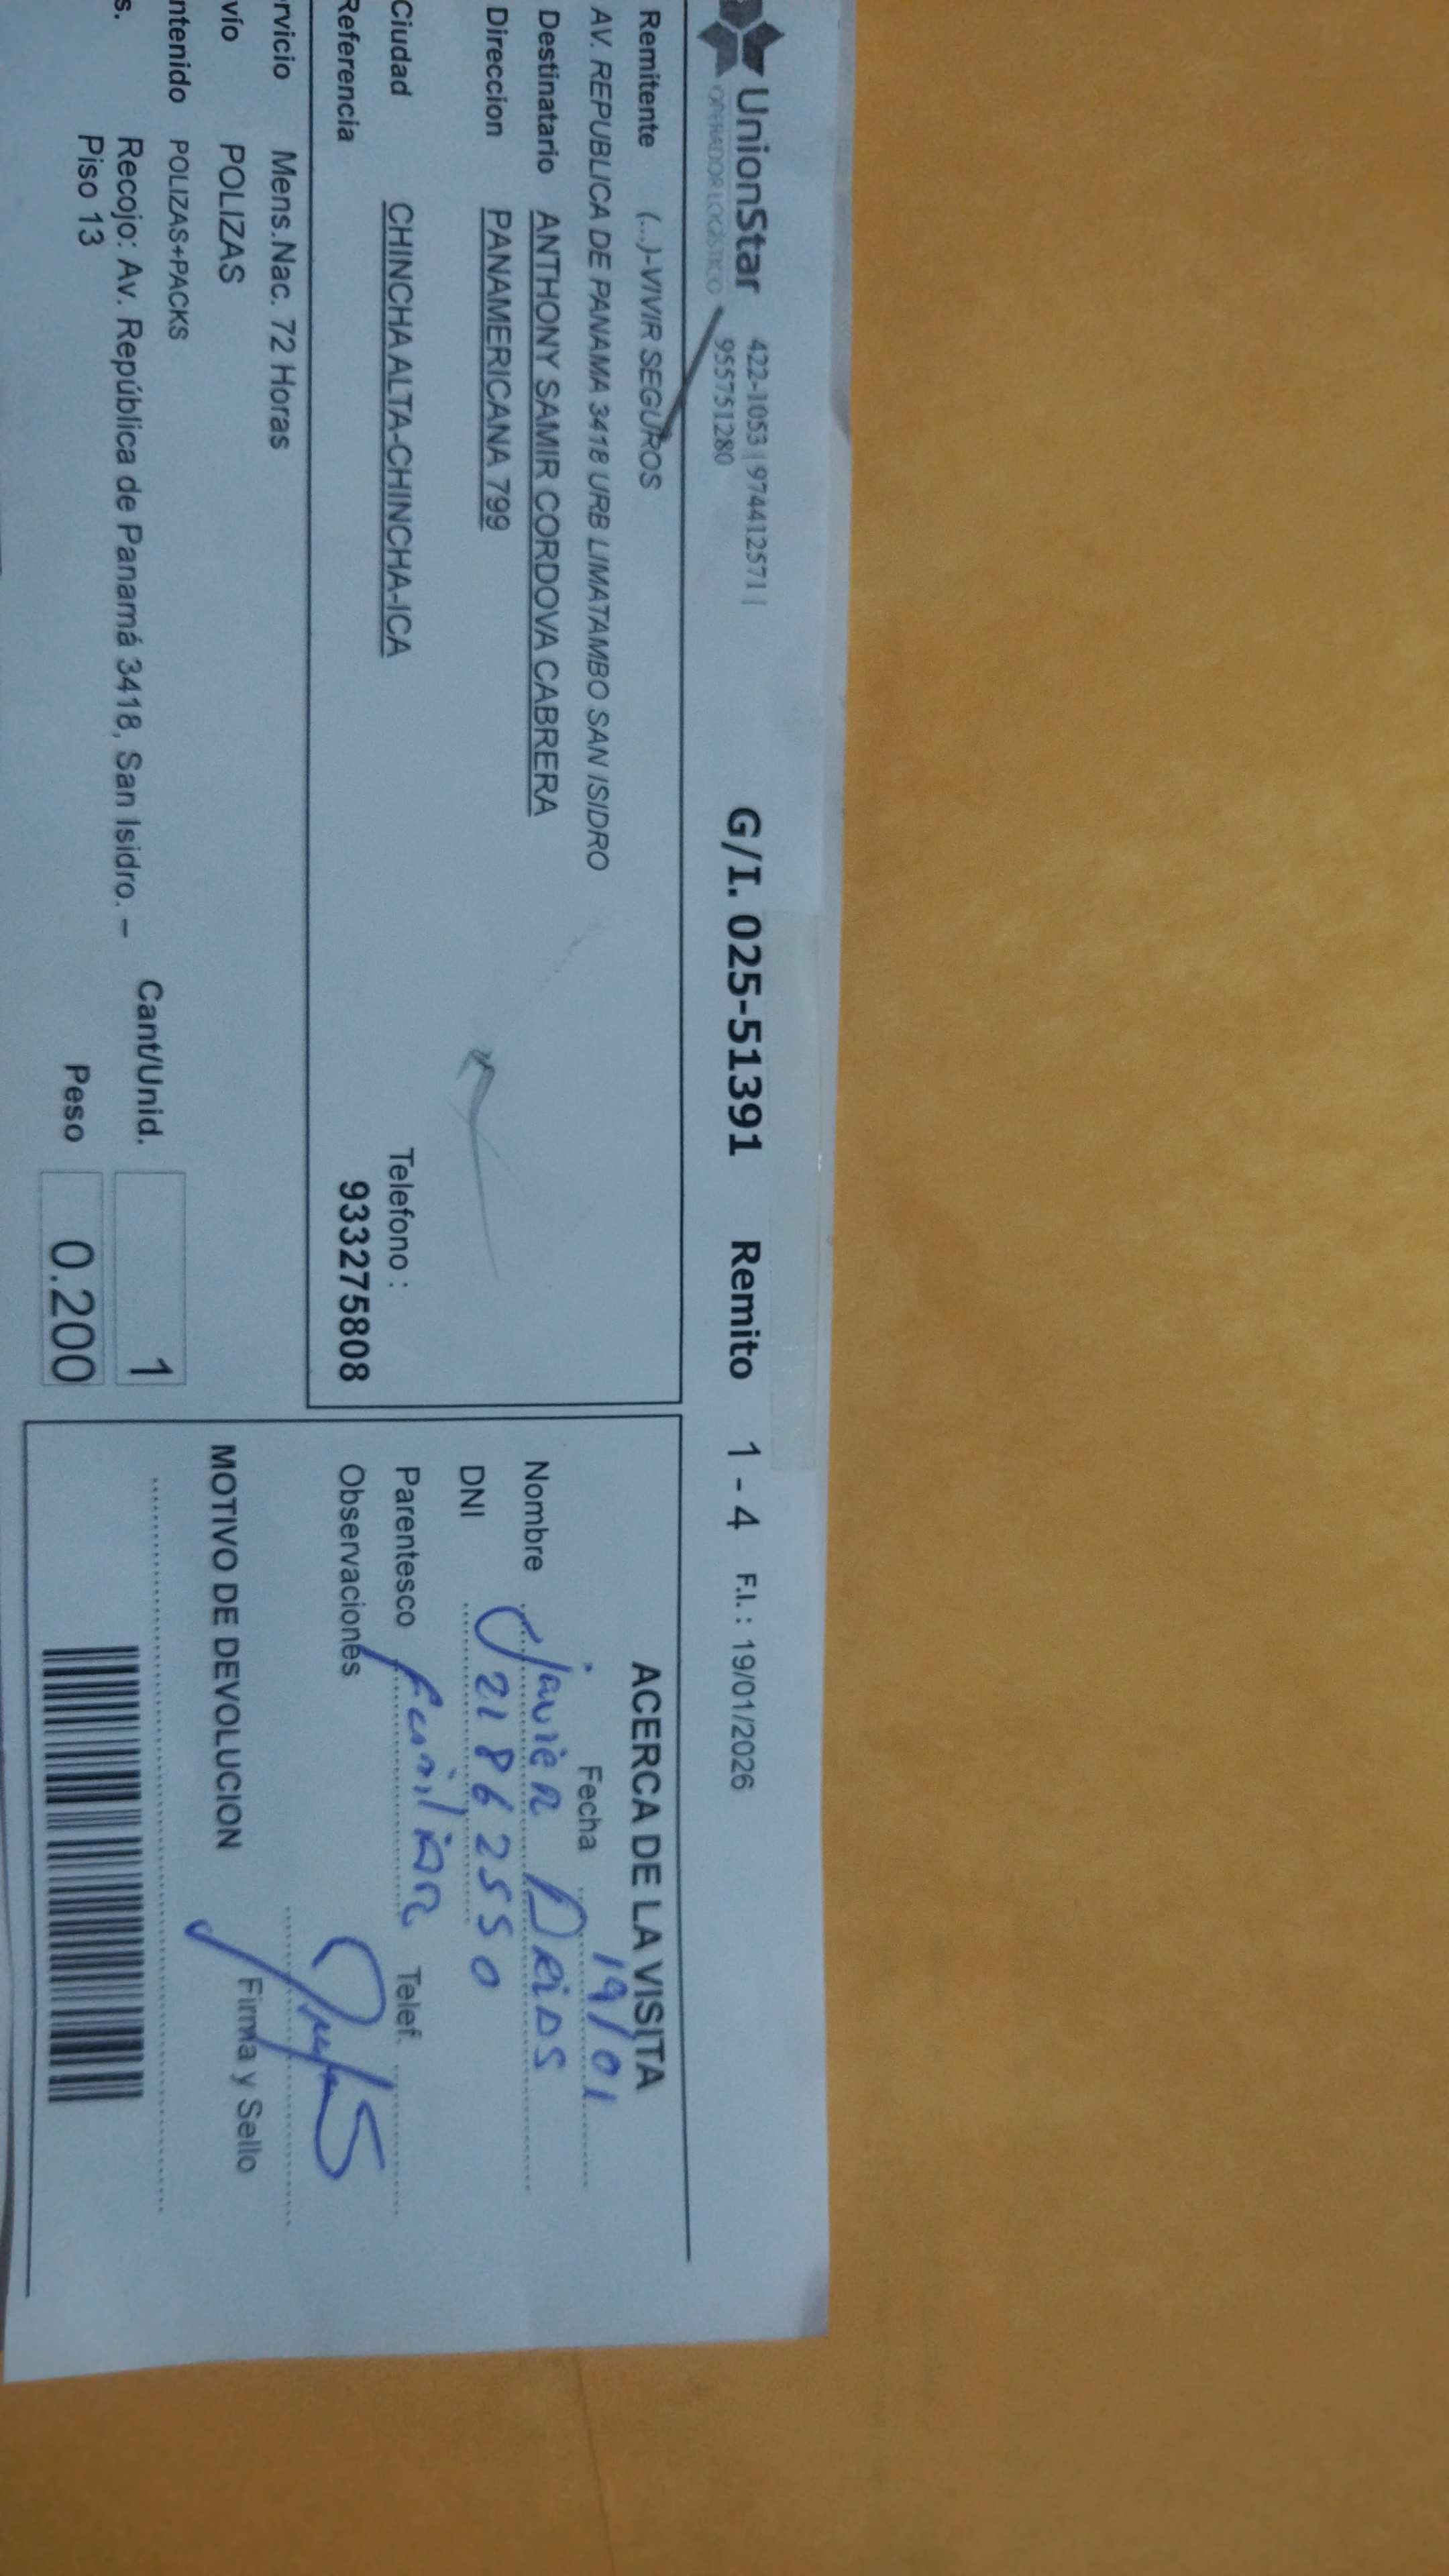 UnionStar 422-1053 | 974412571 |
OPERADOR LOGISTICO 955751280
G/I. 025-51391 Remito 1 - 4 F.I. : 19/01/2026
Remitente (...)-VIVIR SEGUROS
AV. REPUBLICA DE PANAMA 3418 URB LIMATAMBO SAN ISIDRO
Destinatario ANTHONY SAMIR CORDOVA CABRERA
Direccion PANAMERICANA 799
Ciudad CHINCHA ALTA-CHINCHA-ICA
Telefono :
Referencia 933275808
rvicio Mens.Nac. 72 Horas
vío POLIZAS
ntenido POLIZAS+PACKS
s. Recojo: Av. República de Panamá 3418, San Isidro. –
Piso 13
Cant/Unid. 1
Peso 0.200
ACERCA DE LA VISITA
Fecha 19/01
Nombre Javier
DNI 21862550
Parentesco familiar Telef.
Observaciones
Firma y Sello
MOTIVO DE DEVOLUCION